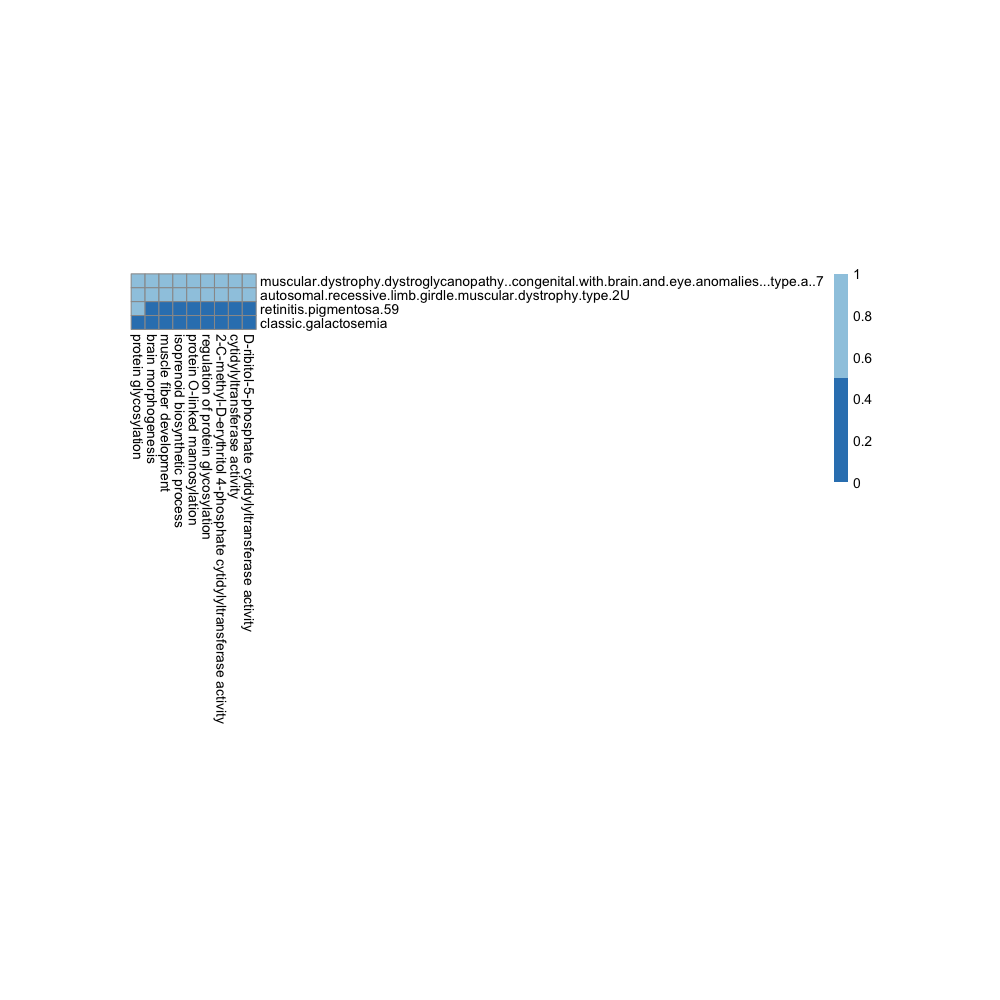 muscular.dystrophy.dystroglycanopathy..congenital.with.brain.and.eye.anomalies...type.a..7
autosomal.recessive.limb.girdle.muscular.dystrophy.type.2U
retinitis.pigmentosa.59
classic.galactosemia
protein glycosylation
brain morphogenesis
muscle fiber development
isoprenoid biosynthetic process
protein O-linked mannosylation
regulation of protein glycosylation
2-C-methyl-D-erythritol 4-phosphate cytidylyltransferase activity
cytidylyltransferase activity
D-ribitol-5-phosphate cytidylyltransferase activity
1
0.8
0.6
0.4
0.2
0